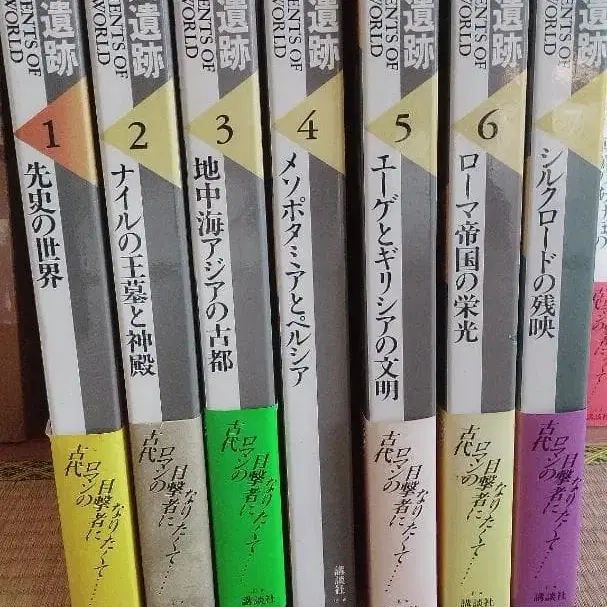 遺跡
ENTS OF
WORLD
1
先史の世界
古代
ロマンの
目撃者に
なりたくて……
遺跡
ENTS OF
WORLD
2
ナイルの王墓と神殿
古代
ロマンの
目撃者に
なりたくて……
遺跡
ENTS OF
WORLD
3
地中海アジアの古都
古代
ロマンの
目撃者に
なりたくて……
講談社
遺跡
ENTS OF
WORLD
4
メソポタミアとペルシア
講談社
遺跡
ENTS OF
WORLD
5
エーゲとギリシアの文明
古代
ロマンの
目撃者に
なりたくて……
遺跡
ENTS OF
WORLD
6
ローマ帝国の栄光
古代
ロマンの
目撃者に
なりたくて……
講談社
遺跡
ENTS OF
WORLD
シルクロードの残映
古代
ロマンの
目撃者に
なりたくて……
講談社